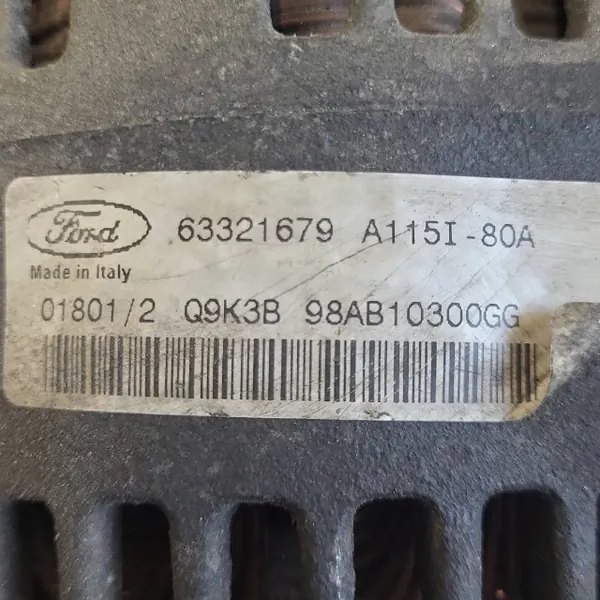 Ford 63321679 A115I-80A
Made in Italy
01801/2 Q9K3B 98AB10300GG